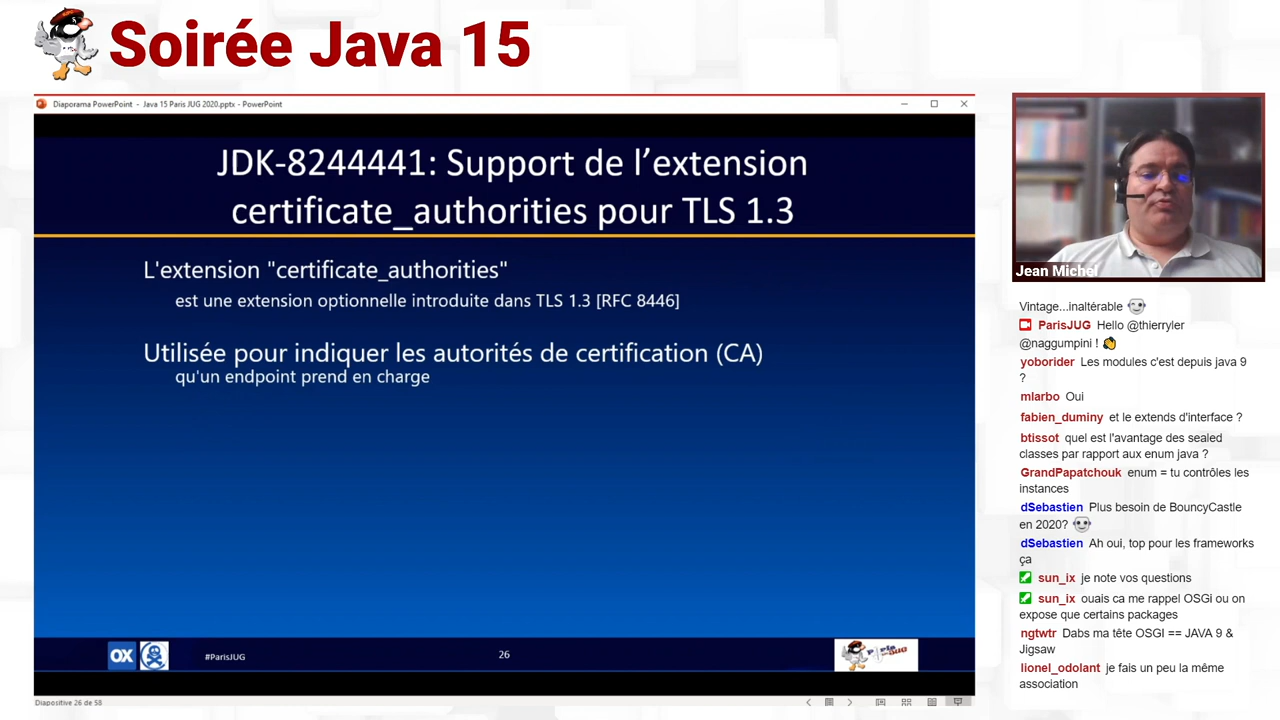 Soirée Java 15
Diaporama PowerPoint - Java 15 Paris JUG 2020.pptx - PowerPoint
JDK-8244441: Support de l’extension
certificate_authorities pour TLS 1.3
L'extension "certificate_authorities"
est une extension optionnelle introduite dans TLS 1.3 [RFC 8446]
Utilisée pour indiquer les autorités de certification (CA)
qu'un endpoint prend en charge
OX
#ParisJUG
26
Diapositive 26 de 58
Jean Michel
Vintage...inaltérable
ParisJUG Hello @thierryler
@naggumpini !
yoborider Les modules c'est depuis java 9
?
mlarbo Oui
fabien_duminy et le extends d'interface ?
btissot quel est l'avantage des sealed
classes par rapport aux enum java ?
GrandPapatchouk enum = tu contrôles les
instances
dSebastien Plus besoin de BouncyCastle
en 2020?
dSebastien Ah oui, top pour les frameworks
ça
sun_ix je note vos questions
sun_ix ouais ca me rappel OSGi ou on
expose que certains packages
ngtwtr Dabs ma tête OSGI == JAVA 9 &
Jigsaw
lionel_odolant je fais un peu la même
association